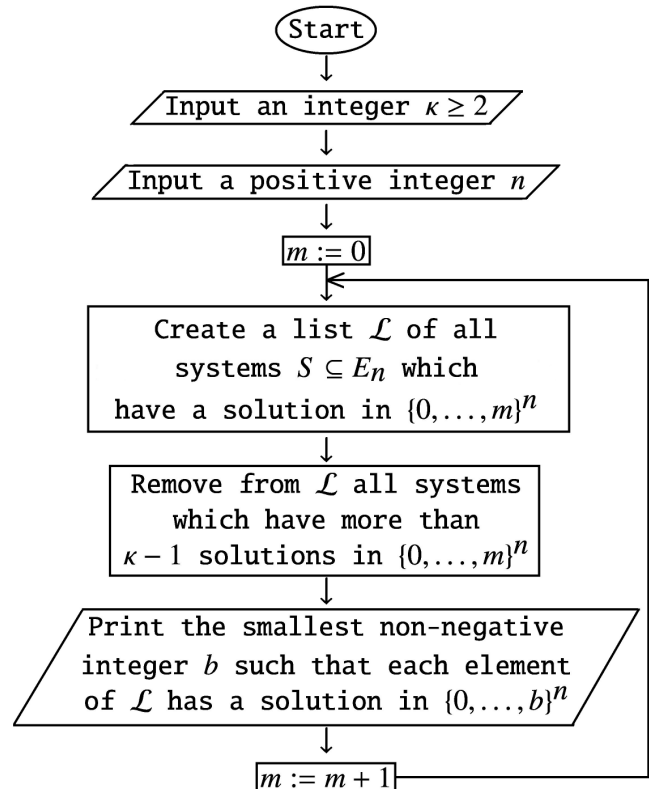 Start
Input an integer κ ≥ 2
Input a positive integer n
m := 0
Create a list ℒ of all
systems S ⊆ Eₙ which
have a solution in {0, . . . , m}ⁿ
Remove from ℒ all systems
which have more than
κ − 1 solutions in {0, . . . , m}ⁿ
Print the smallest non-negative
integer b such that each element
of ℒ has a solution in {0, . . . , b}ⁿ
m := m + 1